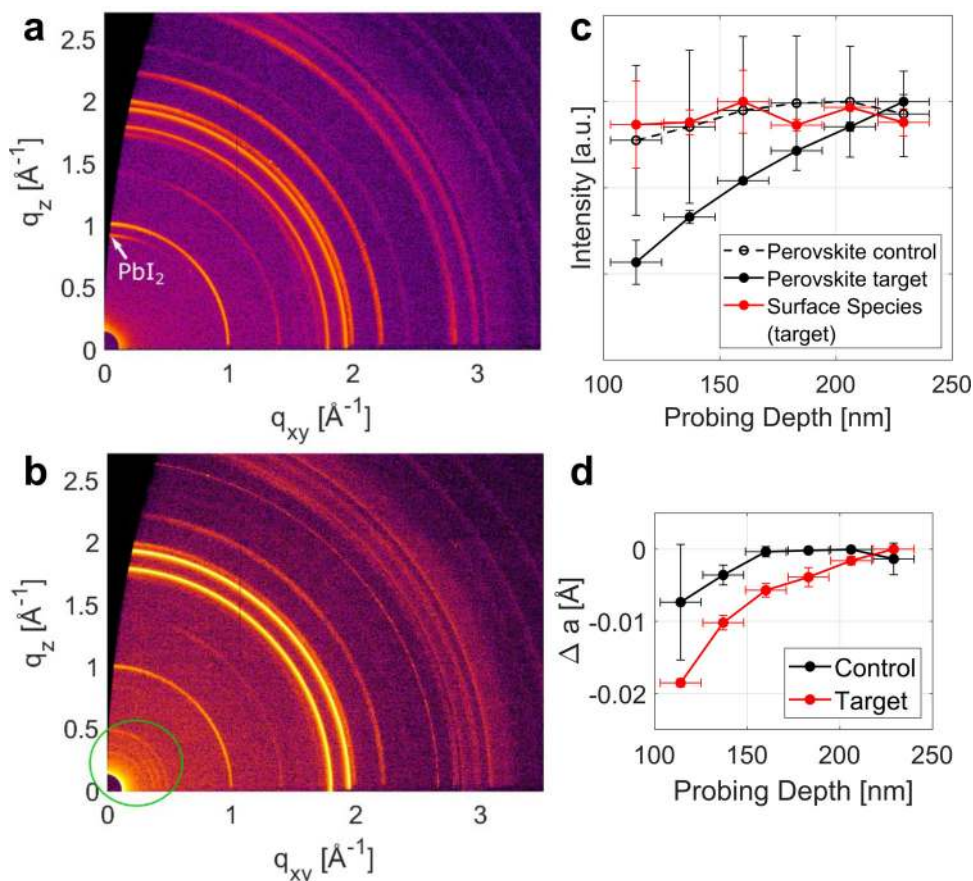 a
2.5
2
1.5
1
0.5
0
q_z [Å⁻¹]
PbI₂
0 1 2 3
q_xy [Å⁻¹]
b
2.5
2
1.5
1
0.5
0
q_z [Å⁻¹]
0 1 2 3
q_xy [Å⁻¹]
c
Intensity [a.u.]
Perovskite control
Perovskite target
Surface Species
(target)
100 150 200 250
Probing Depth [nm]
d
0
-0.01
-0.02
Δ a [Å]
Control
Target
100 150 200 250
Probing Depth [nm]